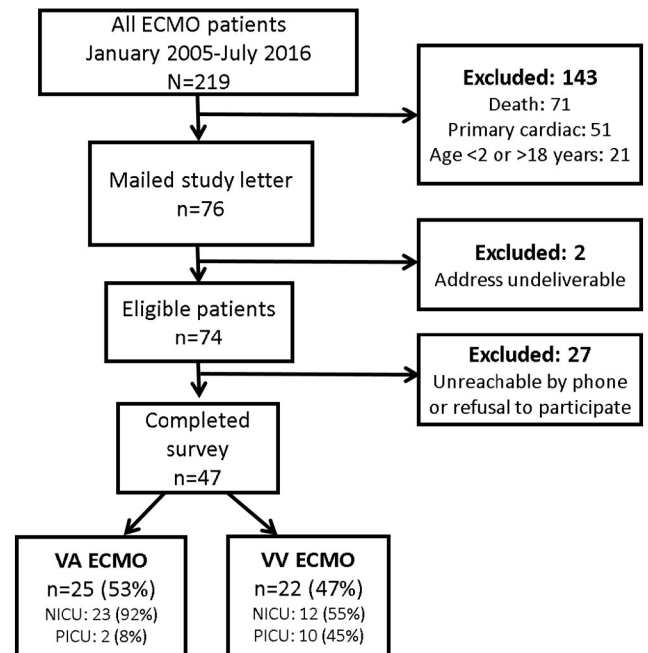 All ECMO patients
January 2005-July 2016
N=219
Excluded: 143
Death: 71
Primary cardiac: 51
Age <2 or >18 years: 21
Mailed study letter
n=76
Excluded: 2
Address undeliverable
Eligible patients
n=74
Excluded: 27
Unreachable by phone
or refusal to participate
Completed
survey
n=47
VA ECMO
n=25 (53%)
NICU: 23 (92%)
PICU: 2 (8%)
VV ECMO
n=22 (47%)
NICU: 12 (55%)
PICU: 10 (45%)